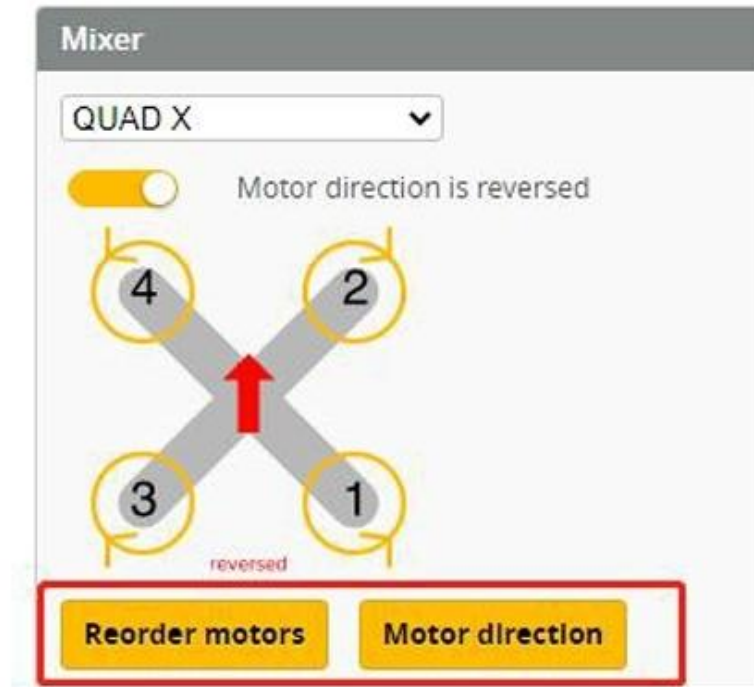 Mixer
QUAD X
Motor direction is reversed
4 2
3 1
reversed
Reorder motors Motor direction